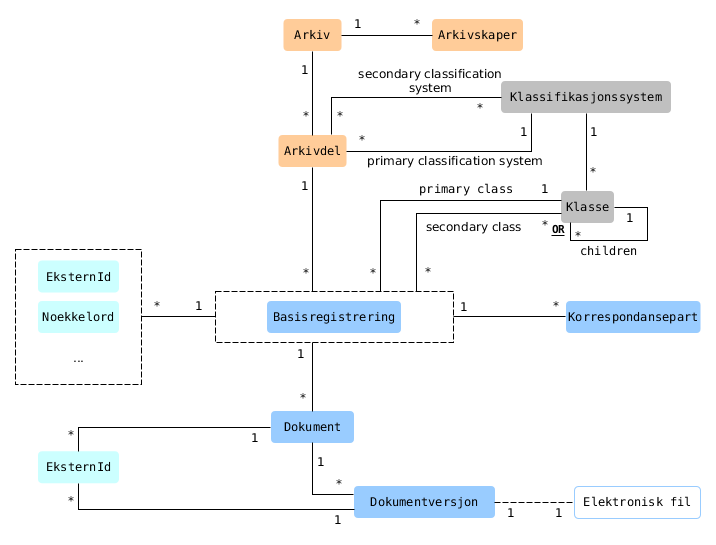 Arkiv
1
*
Arkivskaper
1
*
secondary classification
system
*
*
Klassifikasjonssystem
*
1
1
Arkivdel
primary classification system
*
1
primary class
1
Klasse
1
secondary class
*
OR
*
children
*
*
*
EksternId
Noekkelord
...
*
1
Basisregistrering
1
*
Korrespondansepart
1
*
Dokument
*
1
EksternId
1
*
*
Dokumentversjon
Elektronisk fil
1
1
1